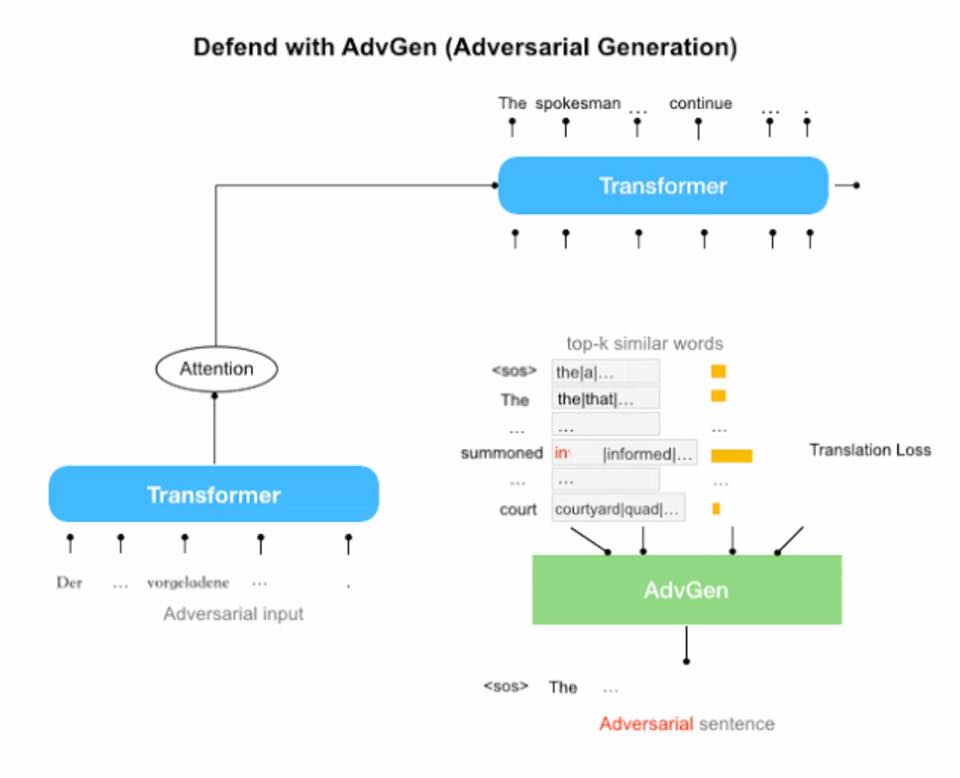 Defend with AdvGen (Adversarial Generation)
The spokesman ... continue ... .
Transformer
Attention
top-k similar words
<sos> the|a|...
The the|that|...
... ... ...
summoned in |informed|... Translation Loss
... ... ...
court courtyard|quad|...
Transformer
Der ... vorgeladene ... .
Adversarial input
AdvGen
<sos> The ...
Adversarial sentence